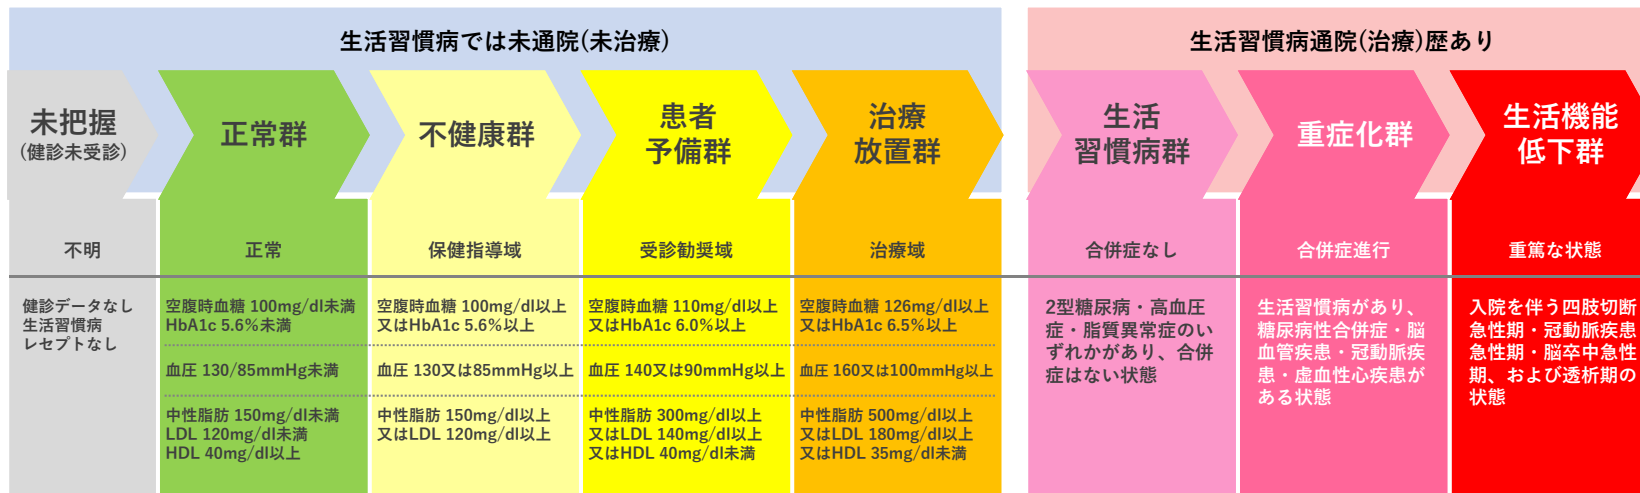 生活習慣病では未通院(未治療)
生活習慣病通院(治療)歴あり
未把握
(健診未受診)
正常群
不健康群
患者
予備群
治療
放置群
生活
習慣病群
重症化群
生活機能
低下群
不明
正常
保健指導域
受診勧奨域
治療域
合併症なし
合併症進行
重篤な状態
健診データなし
生活習慣病
レセプトなし
空腹時血糖 100mg/dl未満
HbA1c 5.6%未満
血圧 130/85mmHg未満
中性脂肪 150mg/dl未満
LDL 120mg/dl未満
HDL 40mg/dl以上
空腹時血糖 100mg/dl以上
又はHbA1c 5.6%以上
血圧 130又は85mmHg以上
中性脂肪 150mg/dl以上
又はLDL 120mg/dl以上
空腹時血糖 110mg/dl以上
又はHbA1c 6.0%以上
血圧 140又は90mmHg以上
中性脂肪 300mg/dl以上
又はLDL 140mg/dl以上
又はHDL 40mg/dl未満
空腹時血糖 126mg/dl以上
又はHbA1c 6.5%以上
血圧 160又は100mmHg以上
中性脂肪 500mg/dl以上
又はLDL 180mg/dl以上
又はHDL 35mg/dl未満
2型糖尿病・高血圧
症・脂質異常症のい
ずれかがあり、合併
症はない状態
生活習慣病があり、
糖尿病性合併症・脳
血管疾患・冠動脈疾
患・虚血性心疾患が
ある状態
入院を伴う四肢切断
急性期・冠動脈疾患
急性期・脳卒中急性
期、および透析期の
状態